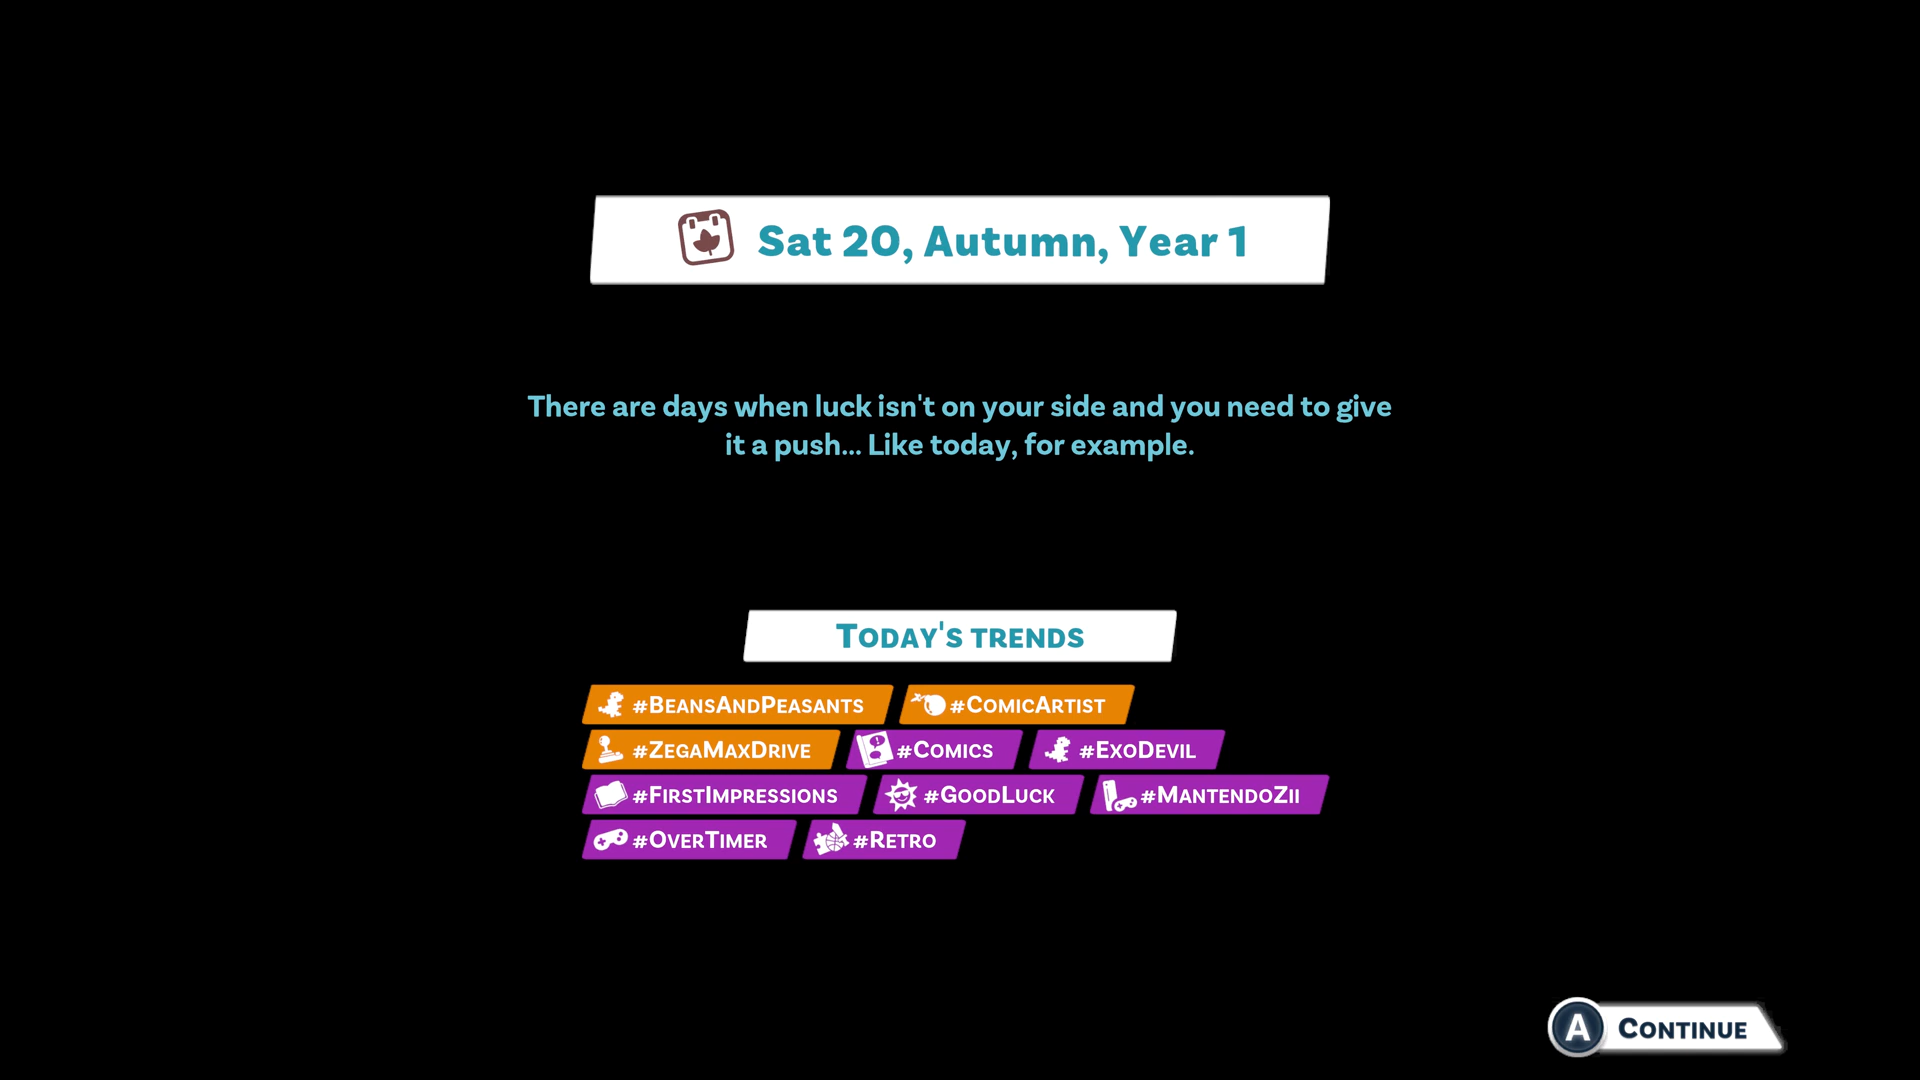 Sat 20, Autumn, Year 1
There are days when luck isn't on your side and you need to give
it a push... Like today, for example.
Today's trends
#BeansAndPeasants #ComicArtist
#ZegaMaxDrive #Comics #ExoDevil
#FirstImpressions #GoodLuck #MantendoZii
#OverTimer #Retro
A Continue